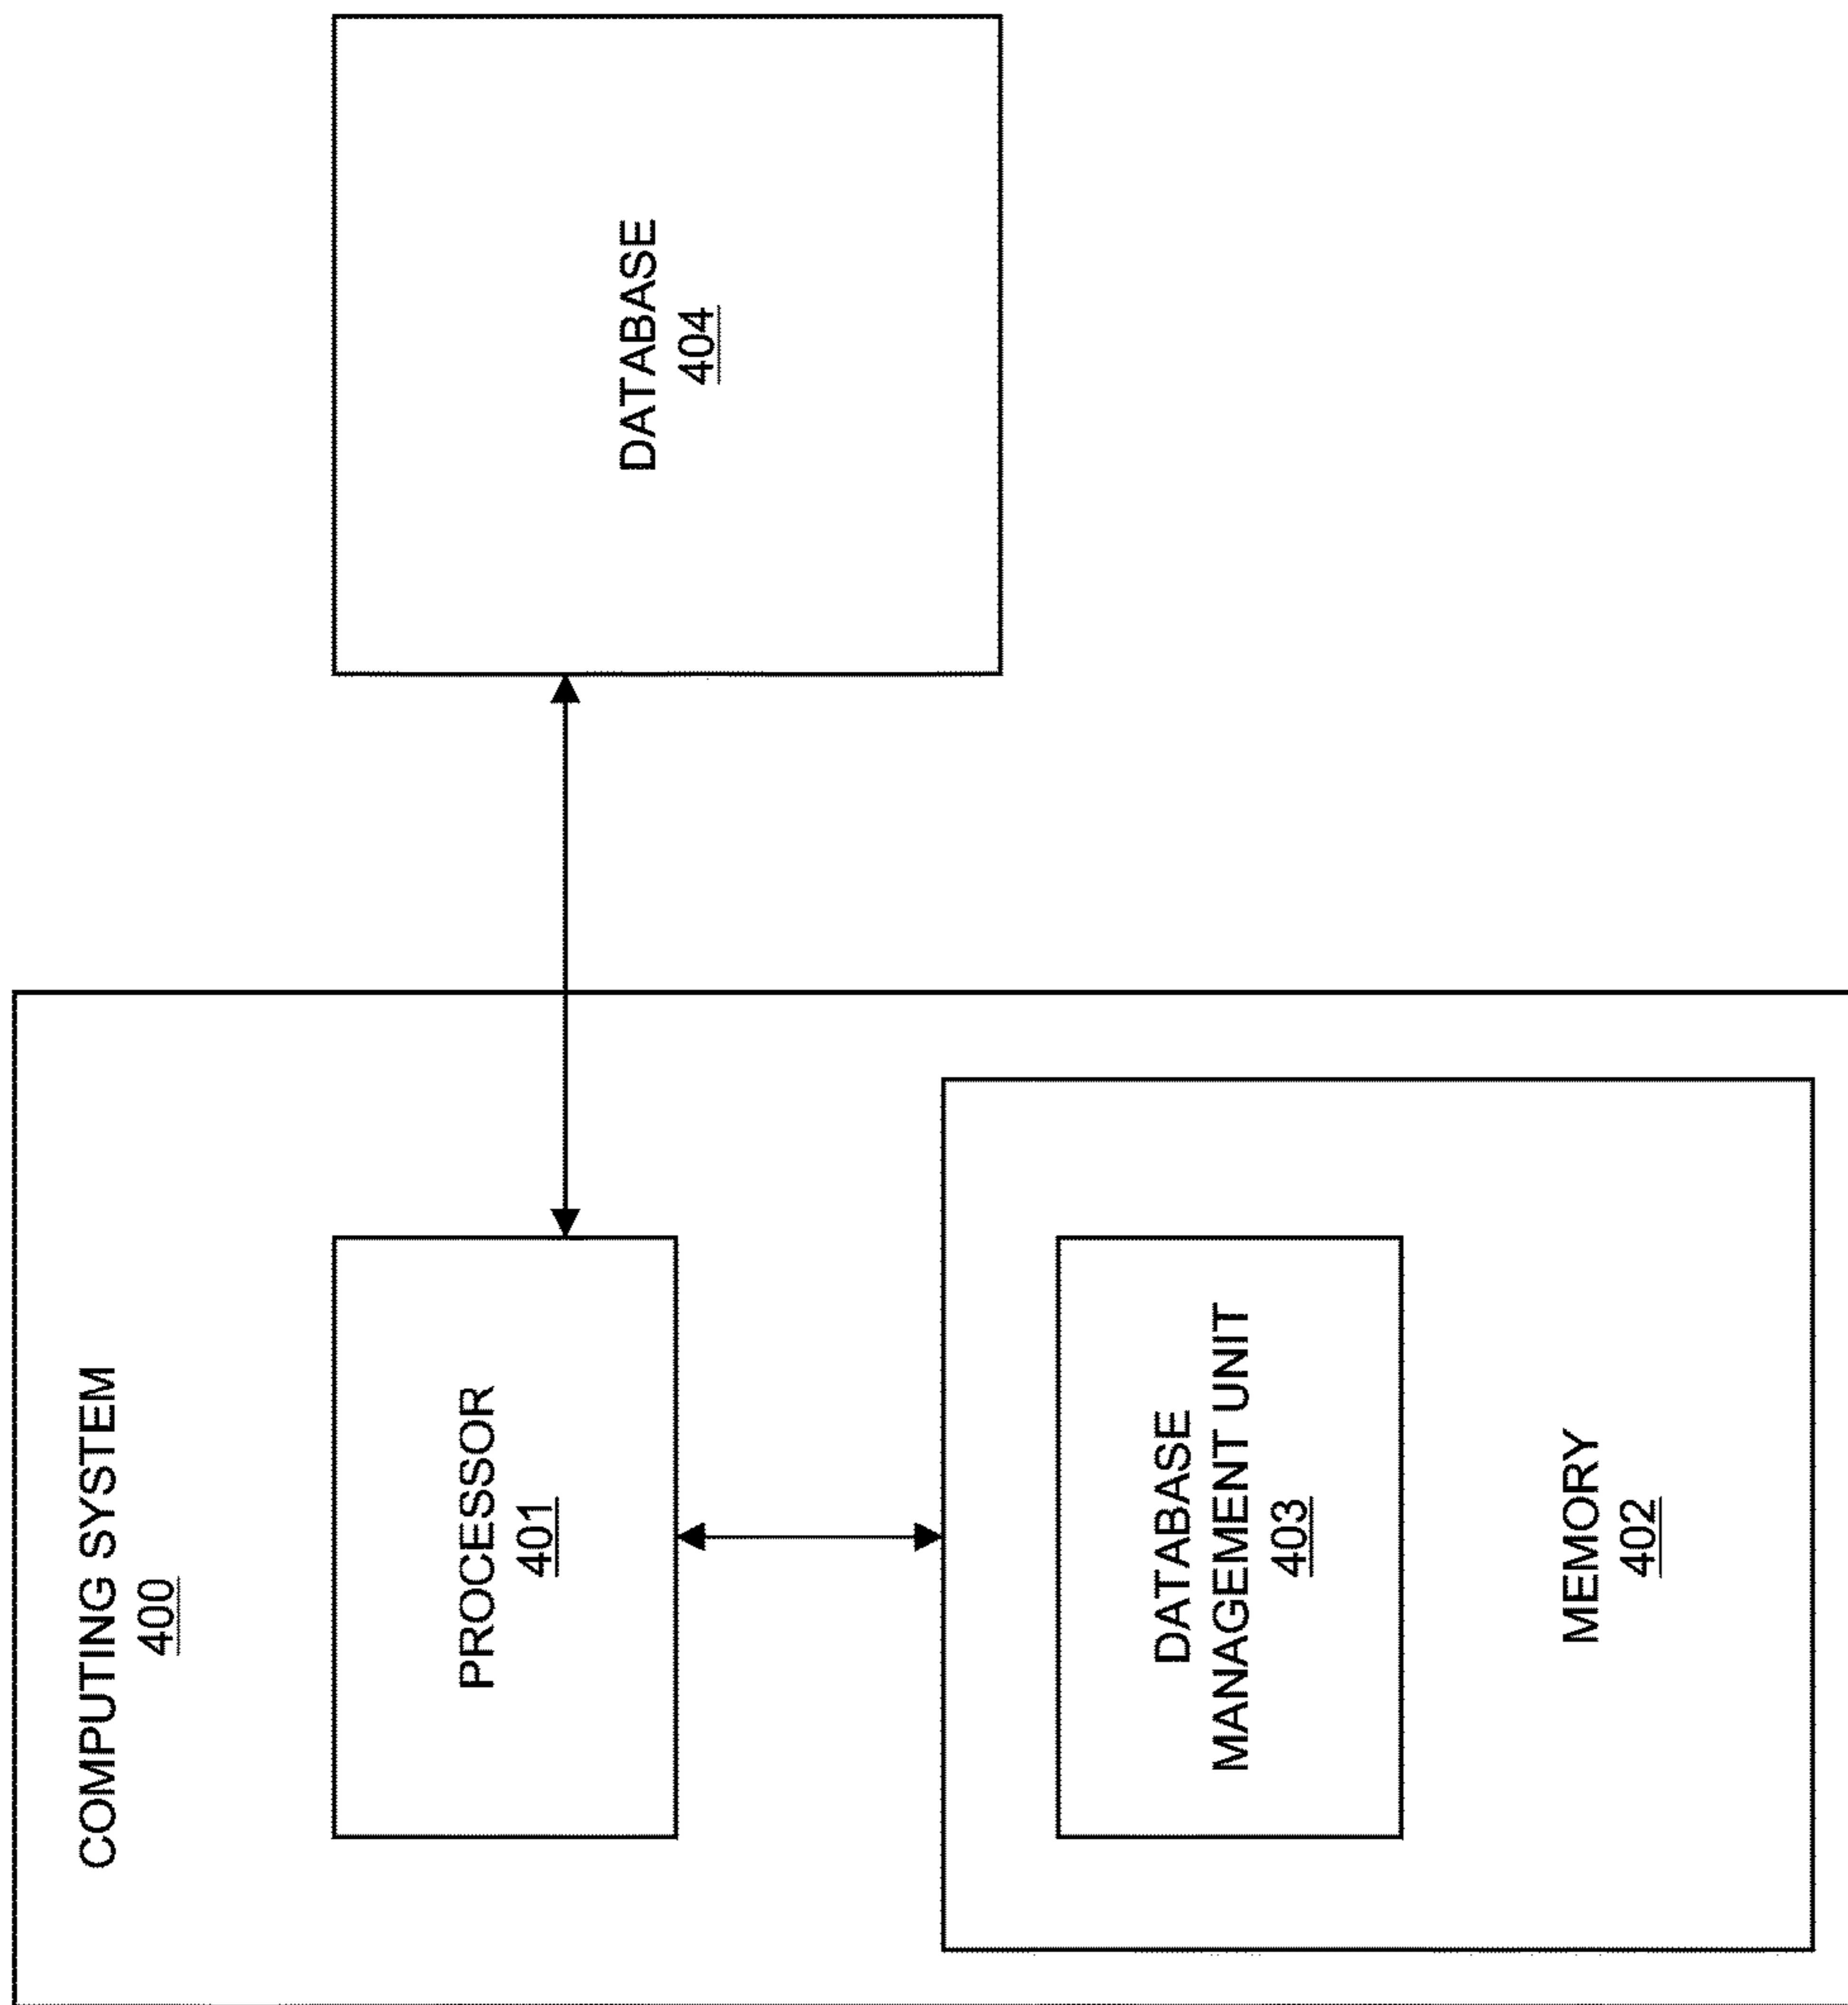 COMPUTING SYSTEM
400
PROCESSOR
401
DATABASE
MANAGEMENT UNIT
403
MEMORY
402
DATABASE
404